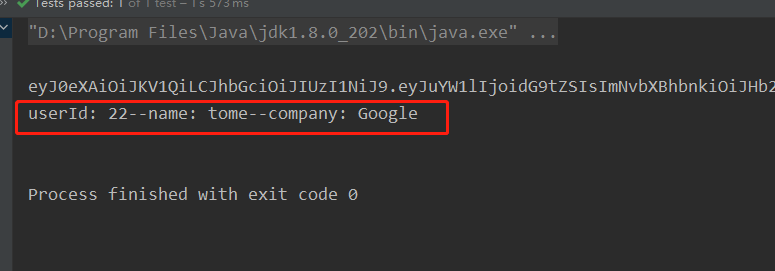 Tests passed: 1 of 1 test – 1 s 573 ms
"D:\Program Files\Java\jdk1.8.0_202\bin\java.exe" ...
eyJ0eXAiOiJKV1QiLCJhbGciOiJIUzI1NiJ9.eyJuYW1lIjoidG9tZSIsImNvbXBhbnkiOiJHb2
userId: 22--name: tome--company: Google
Process finished with exit code 0